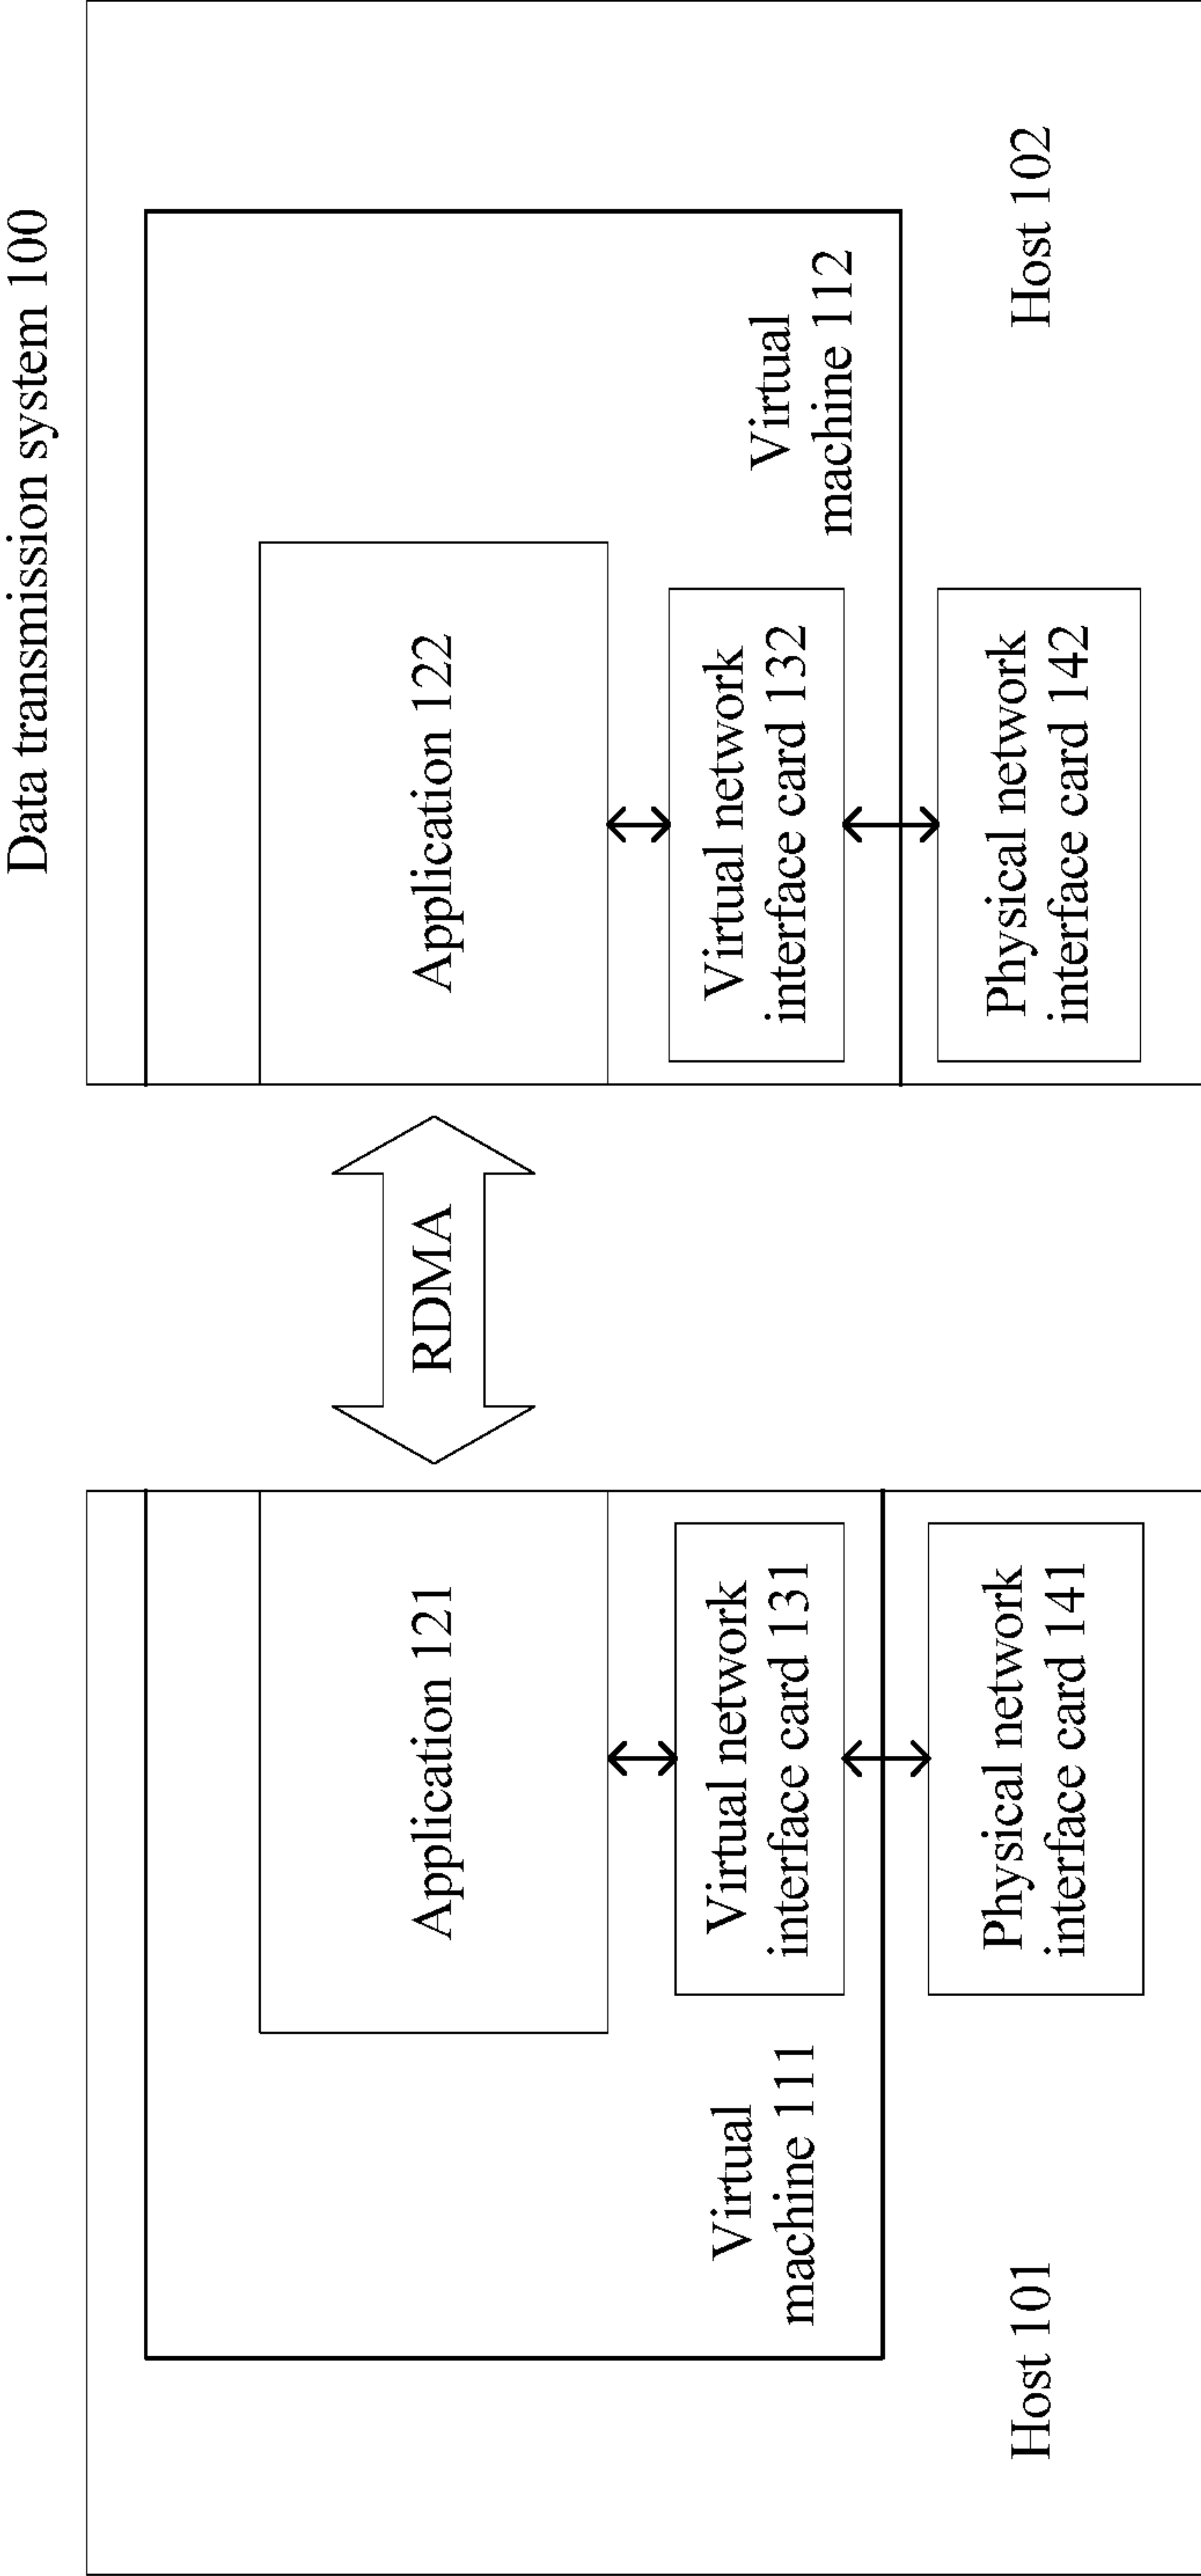 Data transmission system 100
Application 121
Virtual network
interface card 131
Virtual
machine 111
Physical network
interface card 141
Host 101
RDMA
Application 122
Virtual network
interface card 132
Virtual
machine 112
Physical network
interface card 142
Host 102